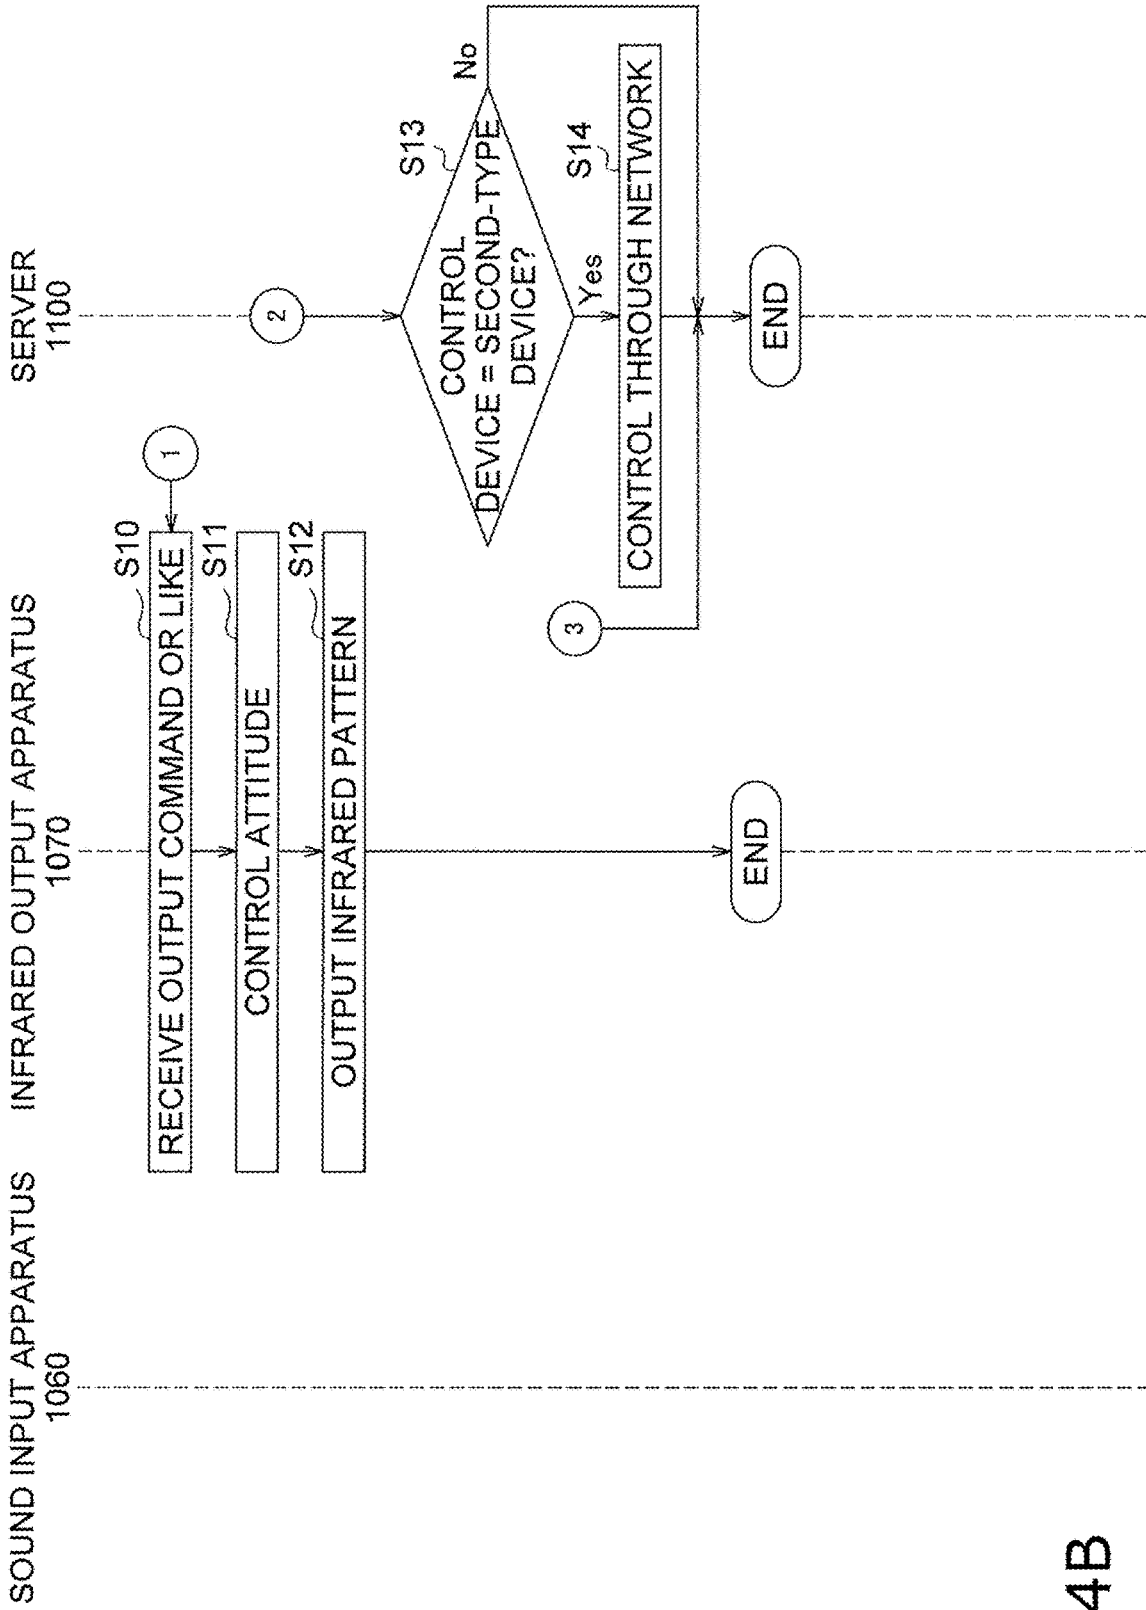 SOUND INPUT APPARATUS
1060
INFRARED OUTPUT APPARATUS
1070
SERVER
1100
1
S10
RECEIVE OUTPUT COMMAND OR LIKE
S11
CONTROL ATTITUDE
S12
OUTPUT INFRARED PATTERN
END
2
S13
CONTROL
DEVICE = SECOND-TYPE
DEVICE?
No
Yes
S14
CONTROL THROUGH NETWORK
3
END
4B